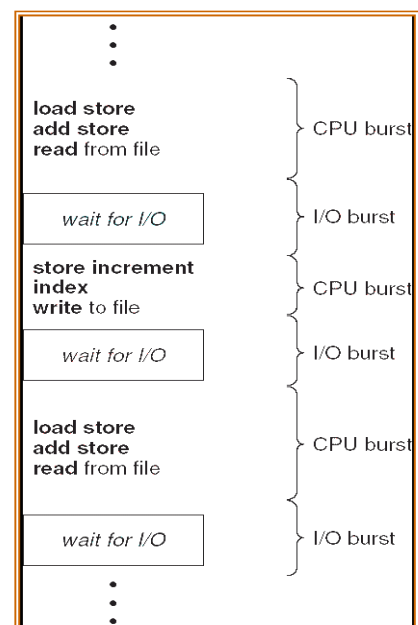 load store
add store
read from file
CPU burst
wait for I/O
I/O burst
store increment
index
write to file
CPU burst
wait for I/O
I/O burst
load store
add store
read from file
CPU burst
wait for I/O
I/O burst